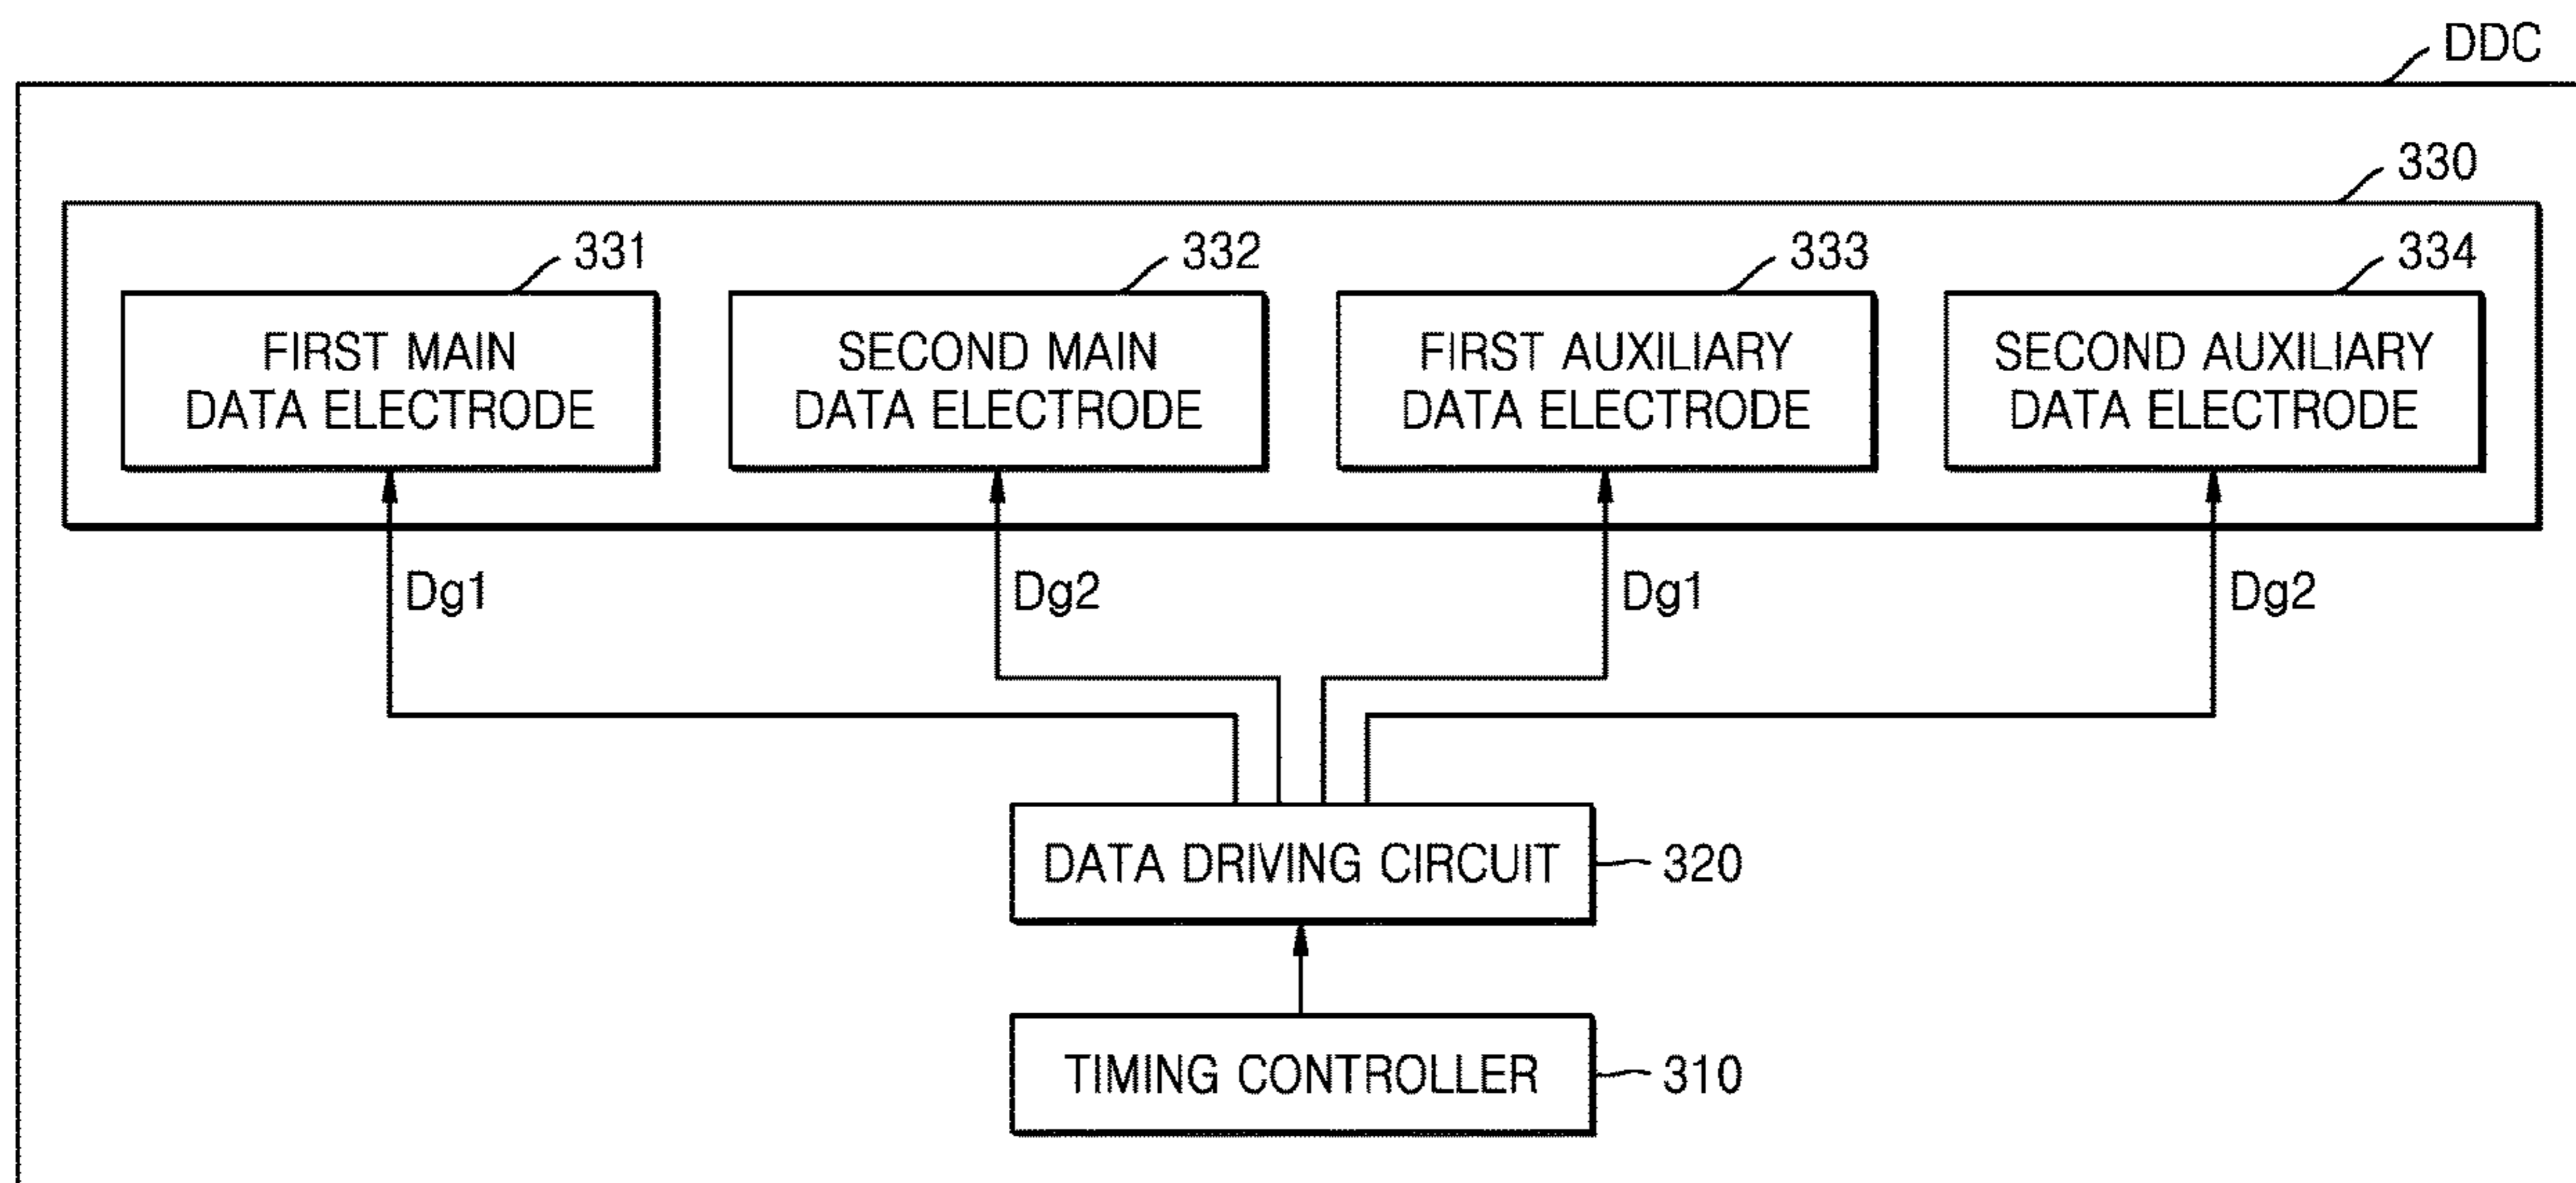 DDC
330
331
332
333
334
FIRST MAIN
DATA ELECTRODE
SECOND MAIN
DATA ELECTRODE
FIRST AUXILIARY
DATA ELECTRODE
SECOND AUXILIARY
DATA ELECTRODE
Dg1
Dg2
Dg1
Dg2
DATA DRIVING CIRCUIT
320
TIMING CONTROLLER
310